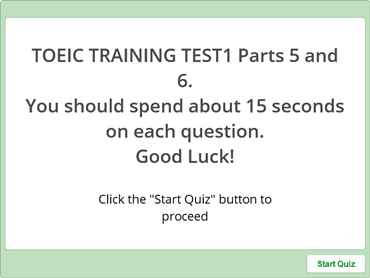 TOEIC TRAINING TEST1 Parts 5 and
6.
You should spend about 15 seconds
on each question.
Good Luck!
Click the "Start Quiz" button to
proceed
Start Quiz